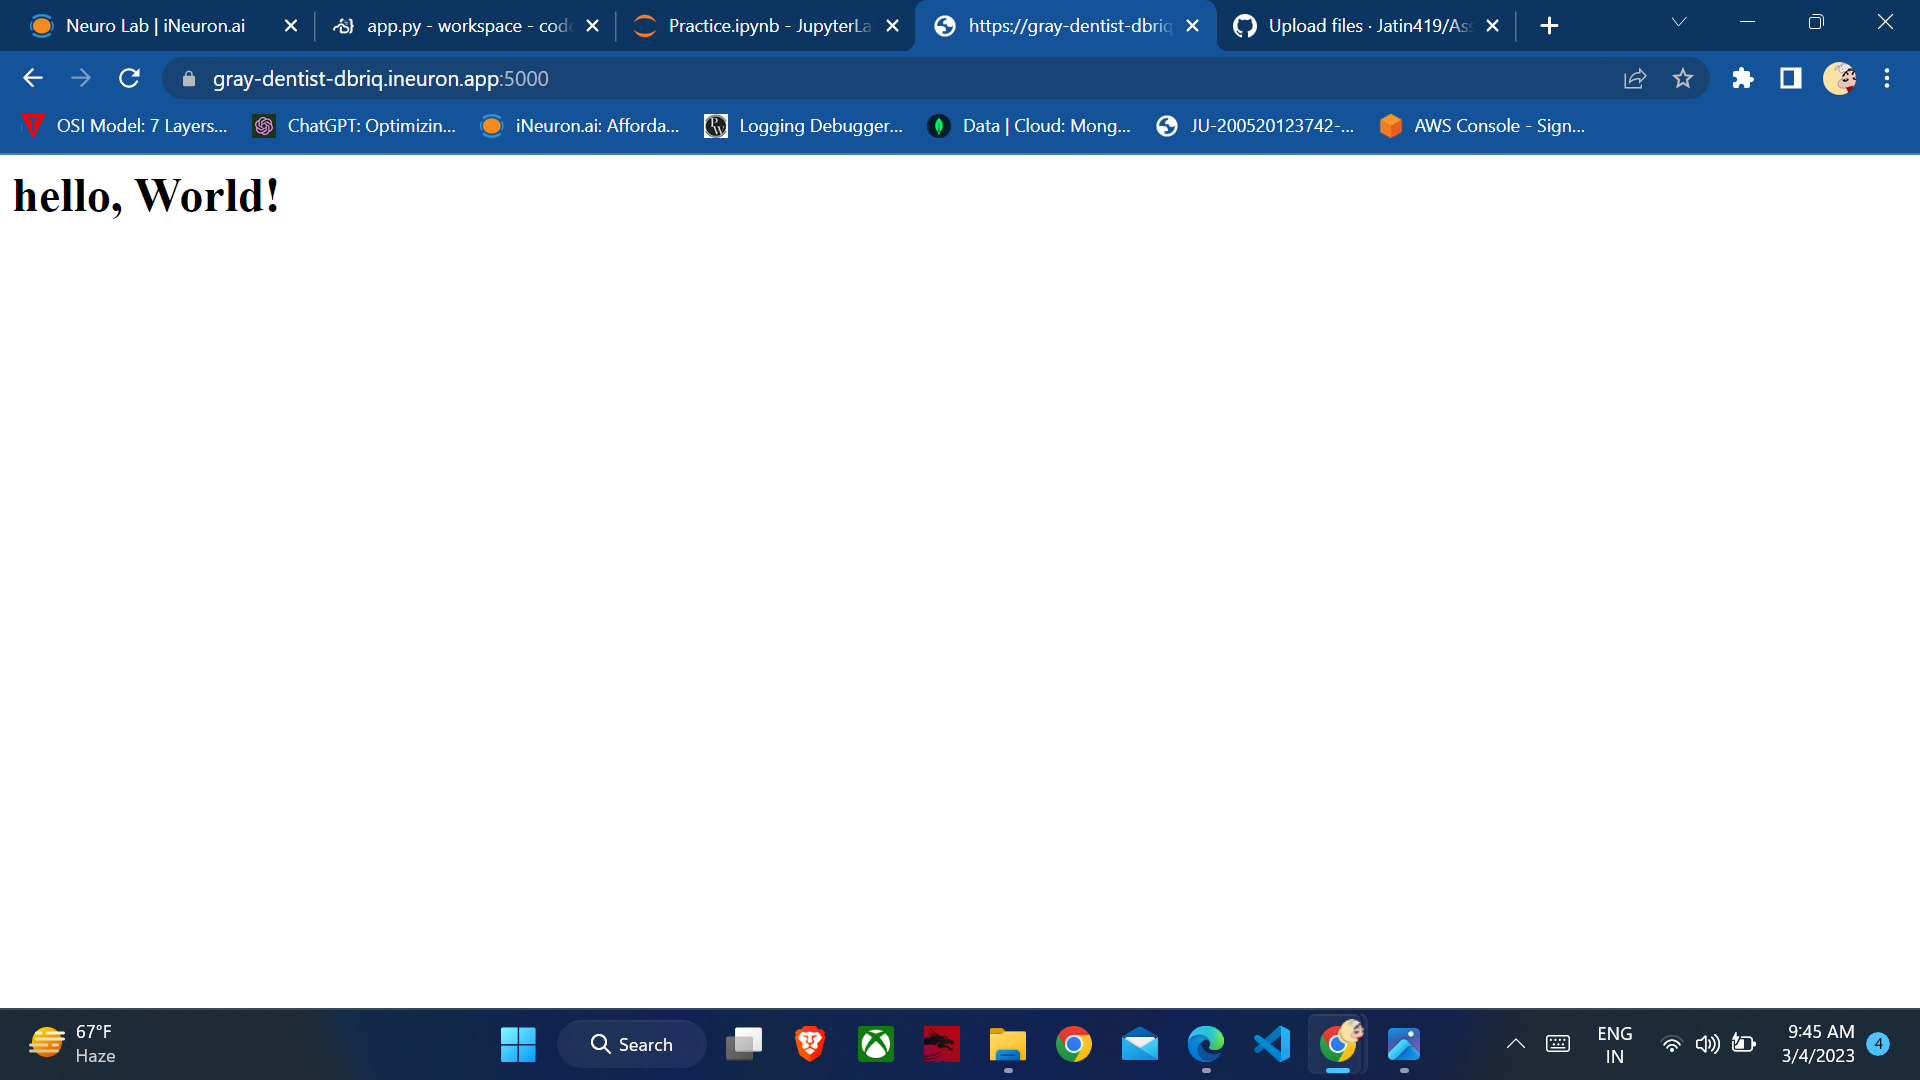 Neuro Lab | iNeuron.ai
app.py - workspace - code
Practice.ipynb - JupyterLa
https://gray-dentist-dbriq
Upload files · Jatin419/Ass
gray-dentist-dbriq.ineuron.app:5000
OSI Model: 7 Layers...
ChatGPT: Optimizin...
iNeuron.ai: Afforda...
Logging Debugger...
Data | Cloud: Mong...
JU-200520123742-...
AWS Console - Sign...
hello, World!
67°F
Haze
Search
ENG
IN
9:45 AM
3/4/2023
4